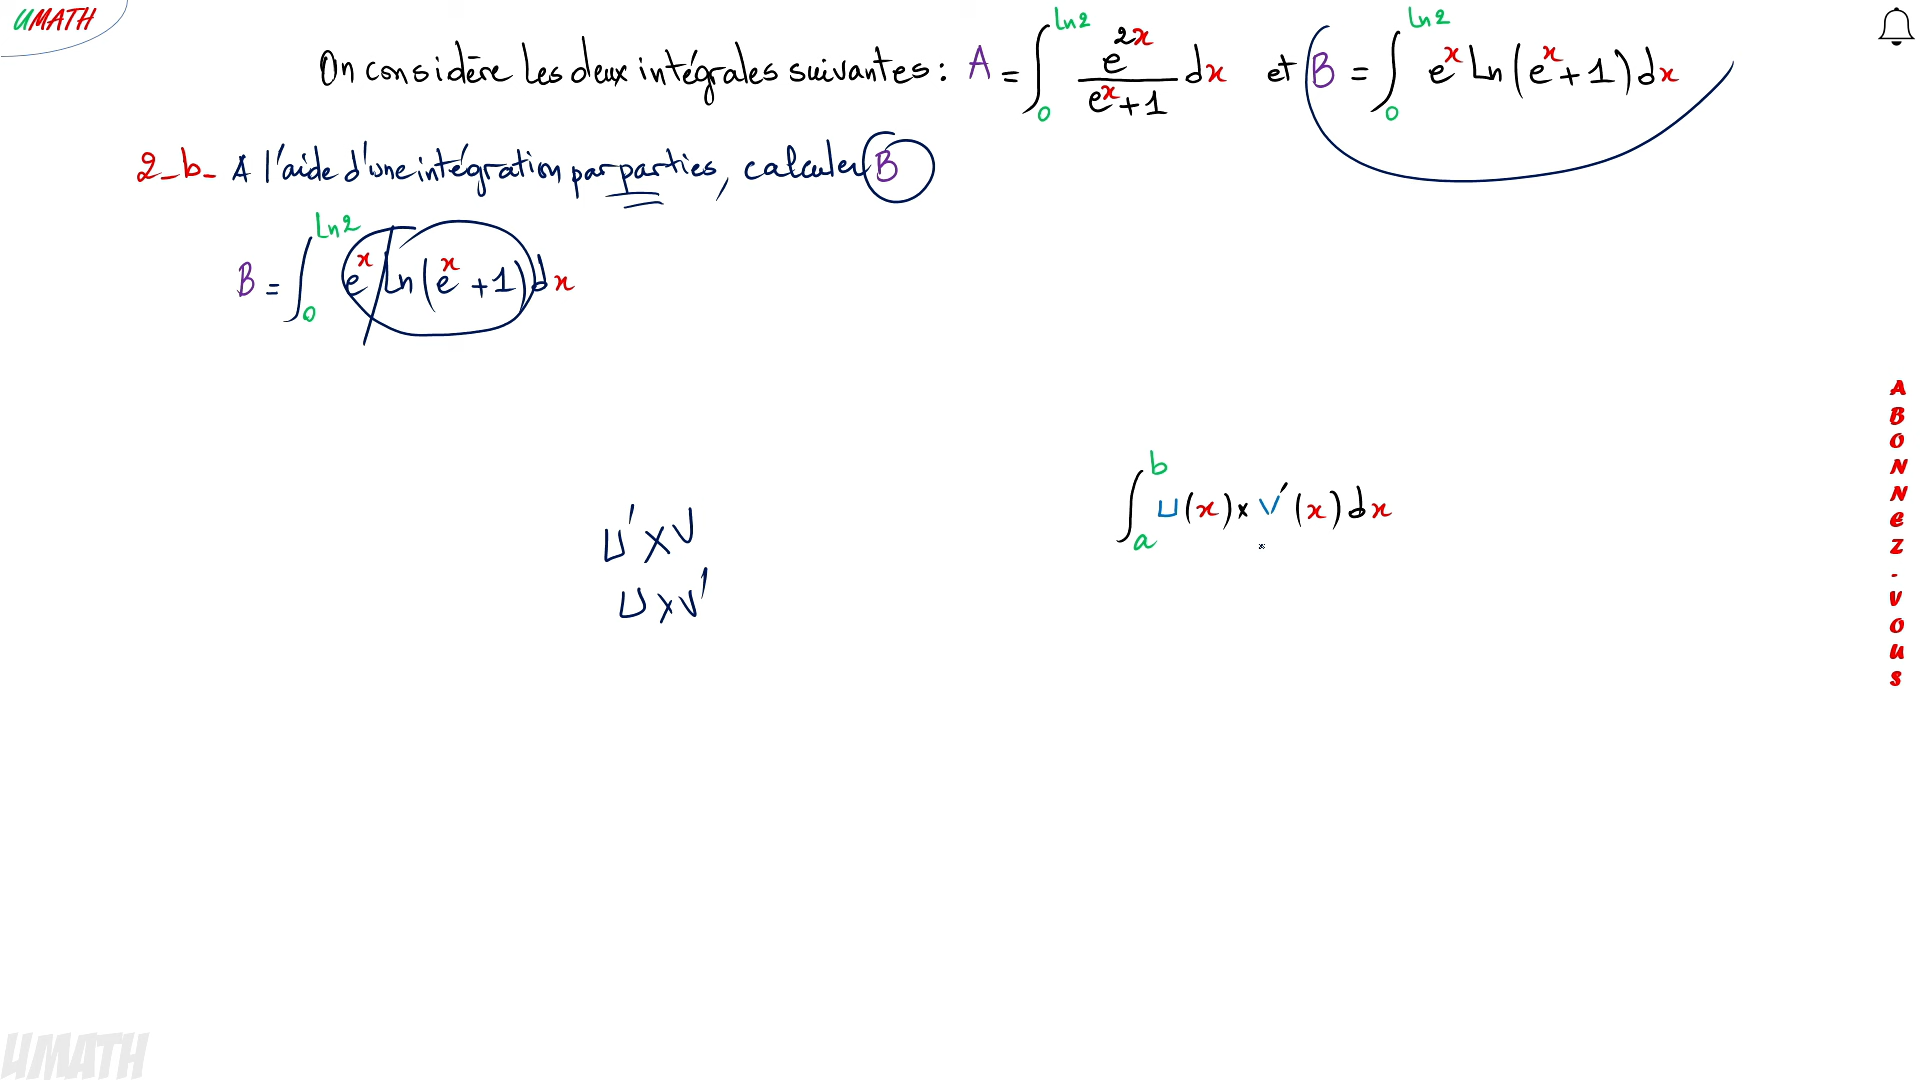 UMATH
On considère les deux intégrales suivantes : A = ∫₀^{ln2} e^{2x}/(e^x+1) dx et B = ∫₀^{ln2} e^x ln(e^x+1) dx
2_b_ A l'aide d'une intégration par parties, calculer B
B = ∫₀^{ln2} e^x ln(e^x+1) dx
∫ₐ^b U(x) × V'(x) dx
U' × V
U × V'
ABONNeZ-VOUS
UMATH